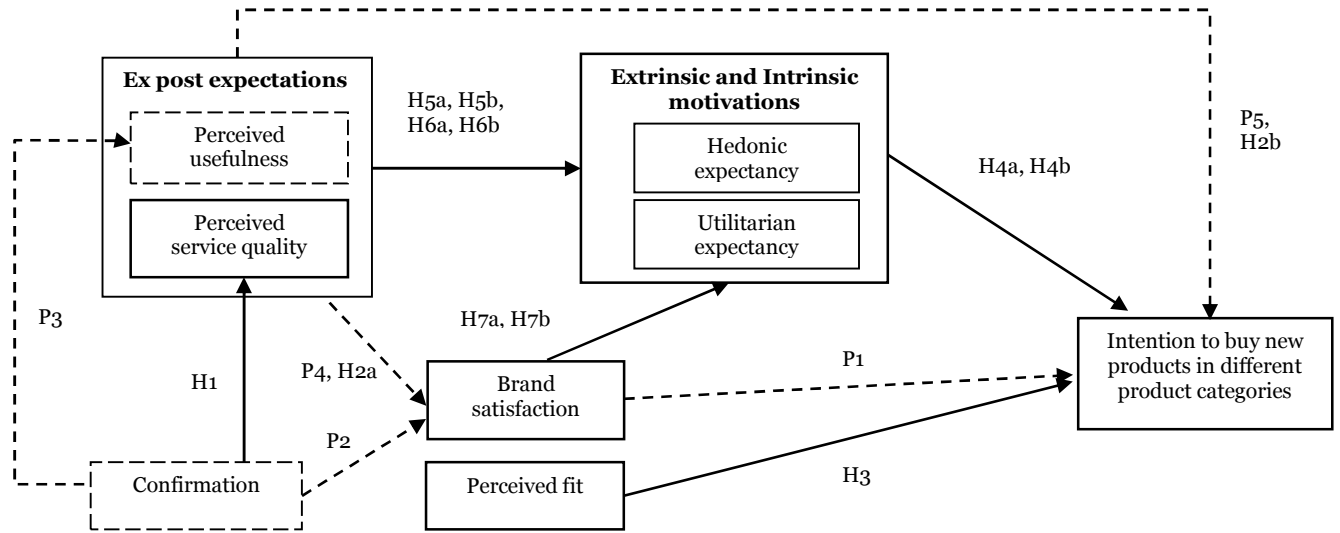 Ex post expectations
Perceived
usefulness
Perceived
service quality
H5a, H5b,
H6a, H6b
Extrinsic and Intrinsic
motivations
Hedonic
expectancy
Utilitarian
expectancy
P5,
H2b
H4a, H4b
P3
H1
P4, H2a
P2
H7a, H7b
Brand
satisfaction
P1
Intention to buy new
products in different
product categories
Confirmation
Perceived fit
H3